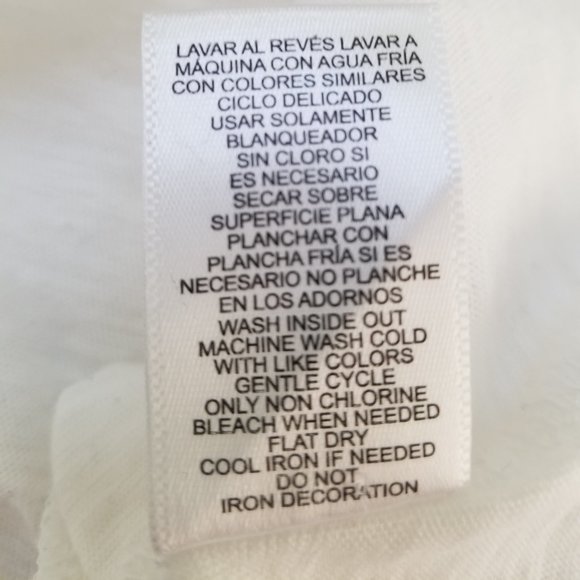 LAVAR AL REVÉS LAVAR A
MÁQUINA CON AGUA FRÍA
CON COLORES SIMILARES
CICLO DELICADO
USAR SOLAMENTE
BLANQUEADOR
SIN CLORO SI
ES NECESARIO
SECAR SOBRE
SUPERFICIE PLANA
PLANCHAR CON
PLANCHA FRÍA SI ES
NECESARIO NO PLANCHE
EN LOS ADORNOS
WASH INSIDE OUT
MACHINE WASH COLD
WITH LIKE COLORS
GENTLE CYCLE
ONLY NON CHLORINE
BLEACH WHEN NEEDED
FLAT DRY
COOL IRON IF NEEDED
DO NOT
IRON DECORATION